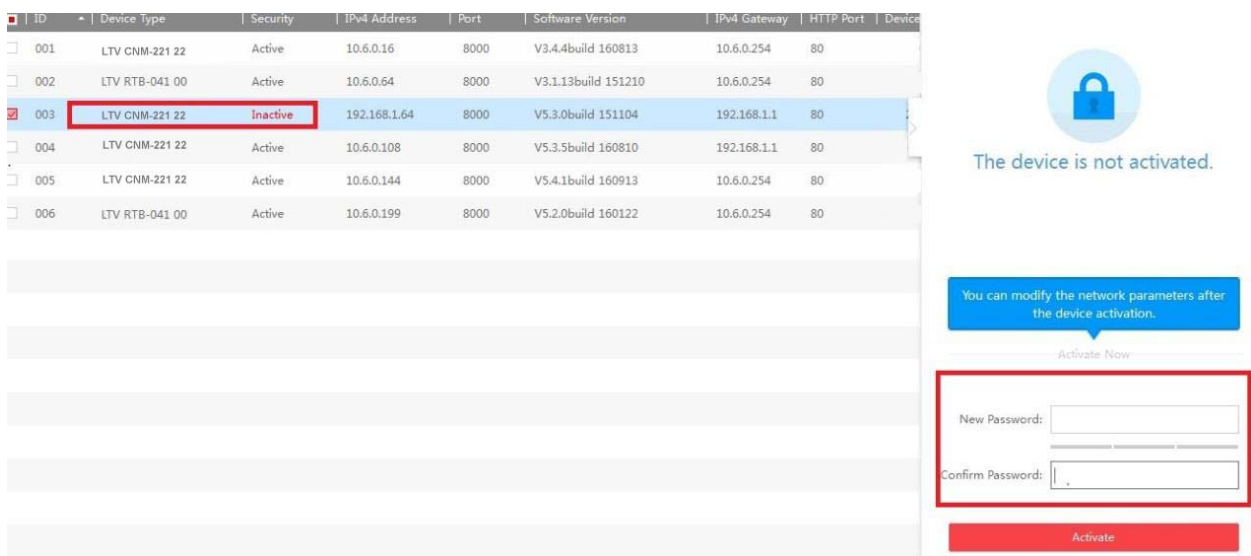 ID | Device Type | Security | IPv4 Address | Port | Software Version | IPv4 Gateway | HTTP Port | Device
001 LTV CNM-221 22 Active 10.6.0.16 8000 V3.4.4build 160813 10.6.0.254 80
002 LTV RTB-041 00 Active 10.6.0.64 8000 V3.1.13build 151210 10.6.0.254 80
003 LTV CNM-221 22 Inactive 192.168.1.64 8000 V5.3.0build 151104 192.168.1.1 80
004 LTV CNM-221 22 Active 10.6.0.108 8000 V5.3.5build 160810 192.168.1.1 80
005 LTV CNM-221 22 Active 10.6.0.144 8000 V5.4.1build 160913 10.6.0.254 80
006 LTV RTB-041 00 Active 10.6.0.199 8000 V5.2.0build 160122 10.6.0.254 80
The device is not activated.
You can modify the network parameters after
the device activation.
Activate Now
New Password:
Confirm Password:
Activate